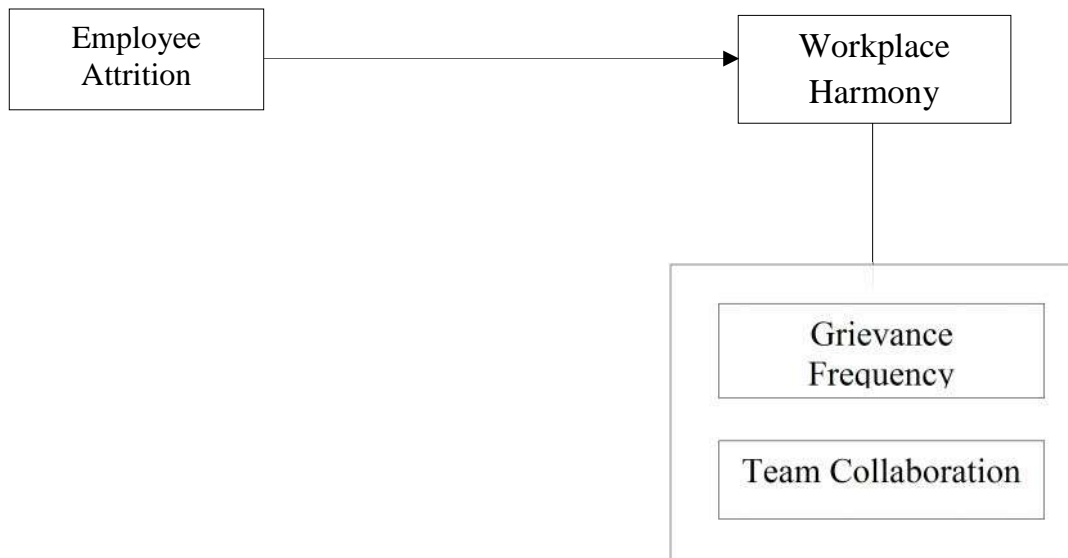 Employee
Attrition
Workplace
Harmony
Grievance
Frequency
Team Collaboration